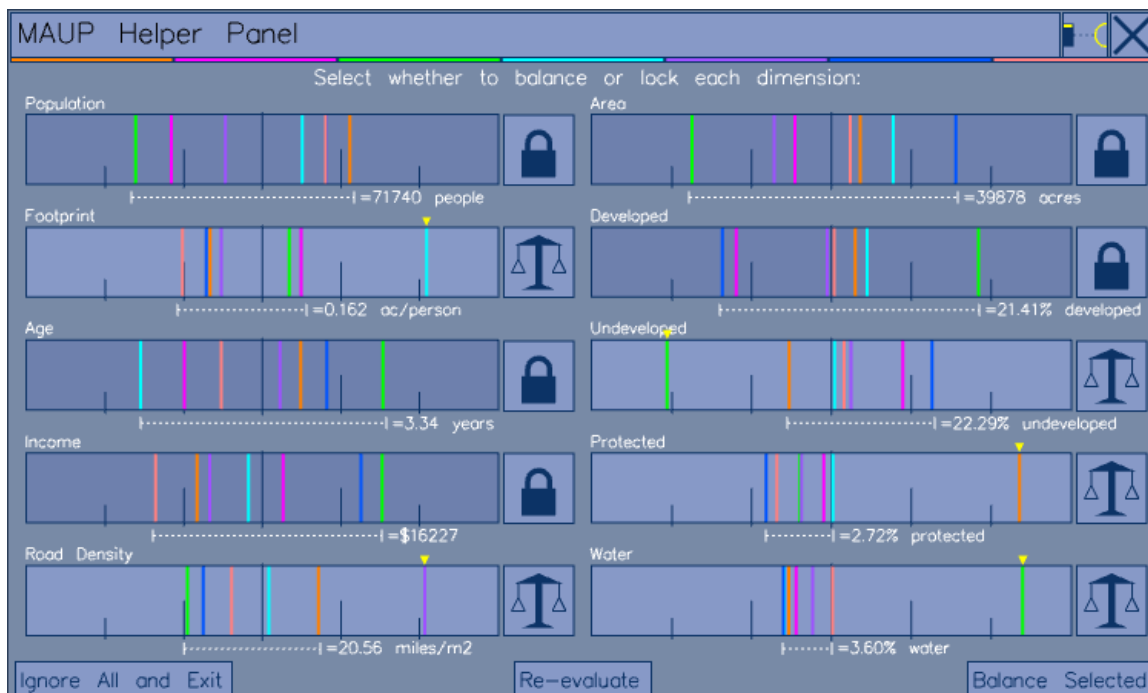 MAUP Helper Panel
Select whether to balance or lock each dimension:
Population
=71740 people
Area
=39878 acres
Footprint
=0.162 ac/person
Developed
=21.41% developed
Age
=3.34 years
Undeveloped
=22.29% undeveloped
Income
=$16227
Protected
=2.72% protected
Road Density
=20.56 miles/m2
Water
=3.60% water
Ignore All and Exit
Re-evaluate
Balance Selected